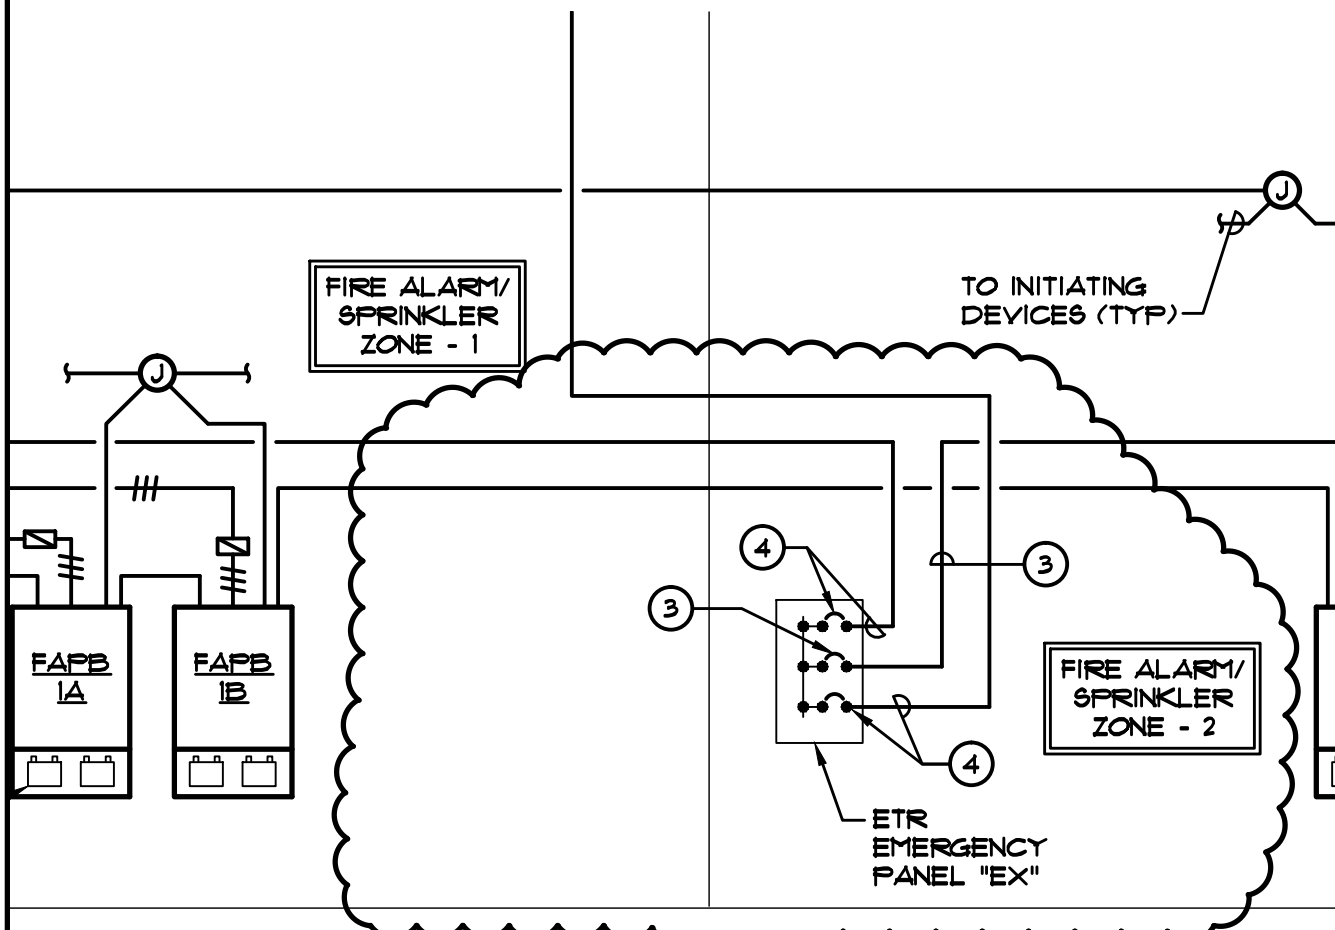 J
FIRE ALARM/
SPRINKLER
ZONE - 1
TO INITIATING
DEVICES (TYP)
J
4
3
3
FAPB
1A
FAPB
1B
FIRE ALARM/
SPRINKLER
ZONE - 2
4
ETR
EMERGENCY
PANEL "EX"